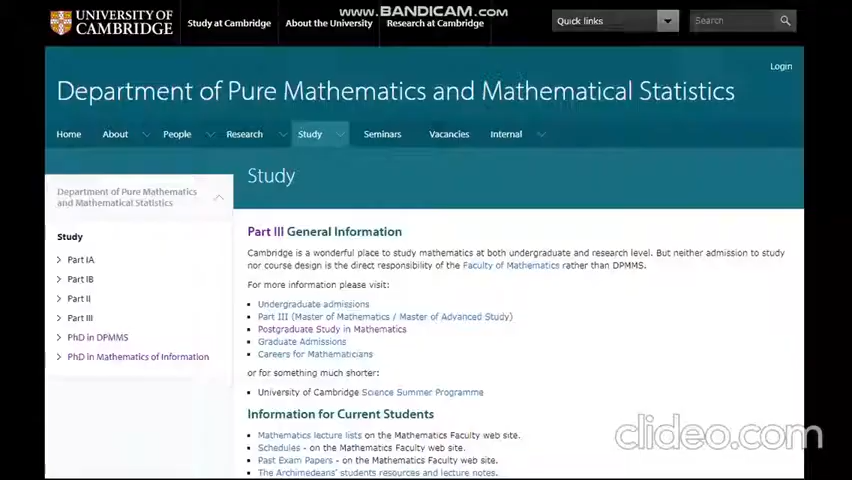 www.BANDICAM.com
UNIVERSITY OF
CAMBRIDGE
Study at Cambridge
About the University
Research at Cambridge
Quick links
Search
Login
Department of Pure Mathematics and Mathematical Statistics
Home
About
People
Research
Study
Seminars
Vacancies
Internal
Study
Department of Pure Mathematics
and Mathematical Statistics
Study
Part IA
Part IB
Part II
Part III
PhD in DPMMS
PhD in Mathematics of Information
Part III General Information
Cambridge is a wonderful place to study mathematics at both undergraduate and research level. But neither admission to study
nor course design is the direct responsibility of the Faculty of Mathematics rather than DPMMS.
For more information please visit:
Undergraduate admissions
Part III (Master of Mathematics / Master of Advanced Study)
Postgraduate Study in Mathematics
Graduate Admissions
Careers for Mathematicians
or for something much shorter:
University of Cambridge Science Summer Programme
Information for Current Students
Mathematics lecture lists on the Mathematics Faculty web site.
Schedules - on the Mathematics Faculty web site.
Past Exam Papers - on the Mathematics Faculty web site.
The Archimedeans' students resources and lecture notes.
clideo.com